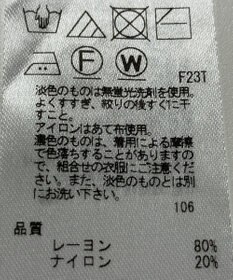 F
W
F23T
淡色のものは無蛍光洗剤を使用。
よくすすぎ、絞りの後すぐに干
すこと。
アイロンはあて布使用。
濃色のものは、着用による摩擦
で色落ちすることがありますの
で、組合せの衣服にご注意くださ
い。また、淡色のものとは別
にお洗い下さい。
106
品質
レーヨン 80%
ナイロン 20%